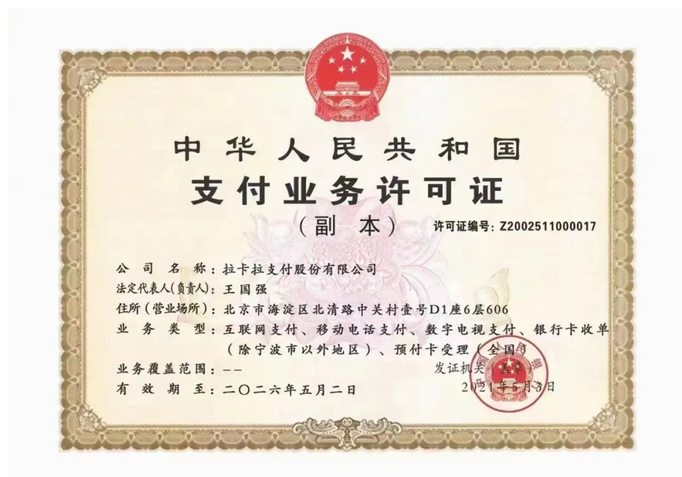 中华人民共和国
支付业务许可证
(副 本)
许可证编号: Z2002511000017
公 司 名 称: 拉卡拉支付股份有限公司
法定代表人(负责人): 王国强
住所(营业场所): 北京市海淀区北清路中关村壹号D1座6层606
业 务 类 型: 互联网支付、移动电话支付、数字电视支付、银行卡收单
(除宁波市以外地区)、预付卡受理(全国)
业务覆盖范围: --
发证机关
有 效 期 至: 二〇二六年五月二日
2021年5月3日